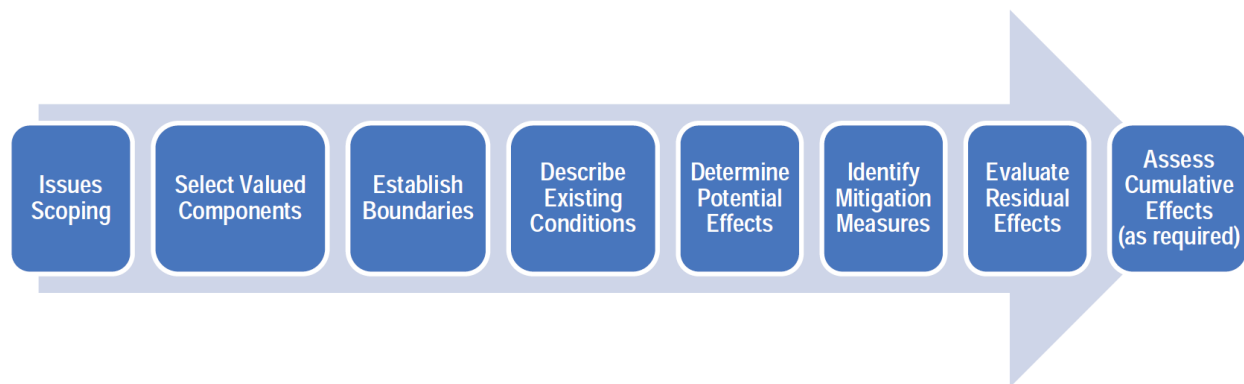 Issues
Scoping
Select Valued
Components
Establish
Boundaries
Describe
Existing
Conditions
Determine
Potential
Effects
Identify
Mitigation
Measures
Evaluate
Residual
Effects
Assess
Cumulative
Effects
(as required)